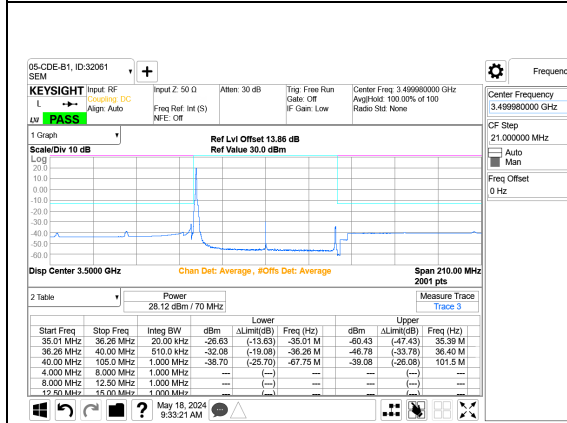 05-CDE-B1, ID:32061
SEM
Frequenc
KEYSIGHT
Input: RF
Coupling: DC
Align: Auto
Input Z: 50 Ω
Freq Ref: Int (S)
NFE: Off
Atten: 30 dB
Trig: Free Run
Gate: Off
IF Gain: Low
Center Freq: 3.499980000 GHz
Avg|Hold: 100.00% of 100
Radio Std: None
L
LXI PASS
Center Frequency
3.499980000 GHz
CF Step
21.000000 MHz
Auto
Man
Freq Offset
0 Hz
1 Graph
Scale/Div 10 dB
Ref Lvl Offset 13.86 dB
Ref Value 30.0 dBm
Log
20.0
10.0
0.00
-10.0
-20.0
-30.0
-40.0
-50.0
-60.0
Disp Center 3.5000 GHz
Chan Det: Average, #Offs Det: Average
Span 210.00 MHz
2001 pts
2 Table
Power
28.12 dBm / 70 MHz
Measure Trace
Trace 3
Lower Upper
Start Freq Stop Freq Integ BW dBm ΔLimit(dB) Freq (Hz) dBm ΔLimit(dB) Freq (Hz)
35.01 MHz 36.26 MHz 20.00 kHz -26.63 (-13.63) -35.01 M -60.43 (-47.43) 35.39 M
36.26 MHz 40.00 MHz 510.0 kHz -32.08 (-19.08) -36.26 M -46.78 (-33.78) 36.40 M
40.00 MHz 105.0 MHz 1.000 MHz -38.70 (-25.70) -67.75 M -39.08 (-26.08) 101.5 M
4.000 MHz 8.000 MHz 1.000 MHz --- (---) --- --- (---) ---
8.000 MHz 12.50 MHz 1.000 MHz --- (---) --- --- (---) ---
12.50 MHz 15.00 MHz 1.000 MHz --- (---) --- --- (---) ---
May 18, 2024
9:33:21 AM